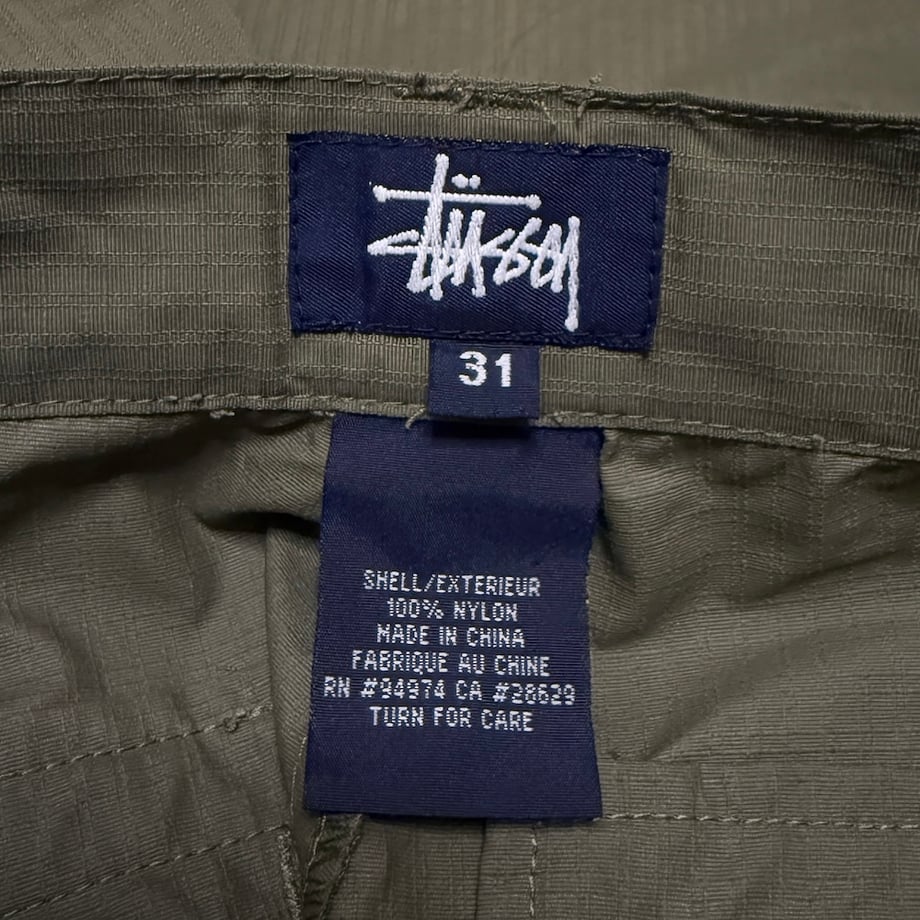 Stüssy
31
SHELL/EXTERIEUR
100% NYLON
MADE IN CHINA
FABRIQUE AU CHINE
RN #94974 CA #28629
TURN FOR CARE